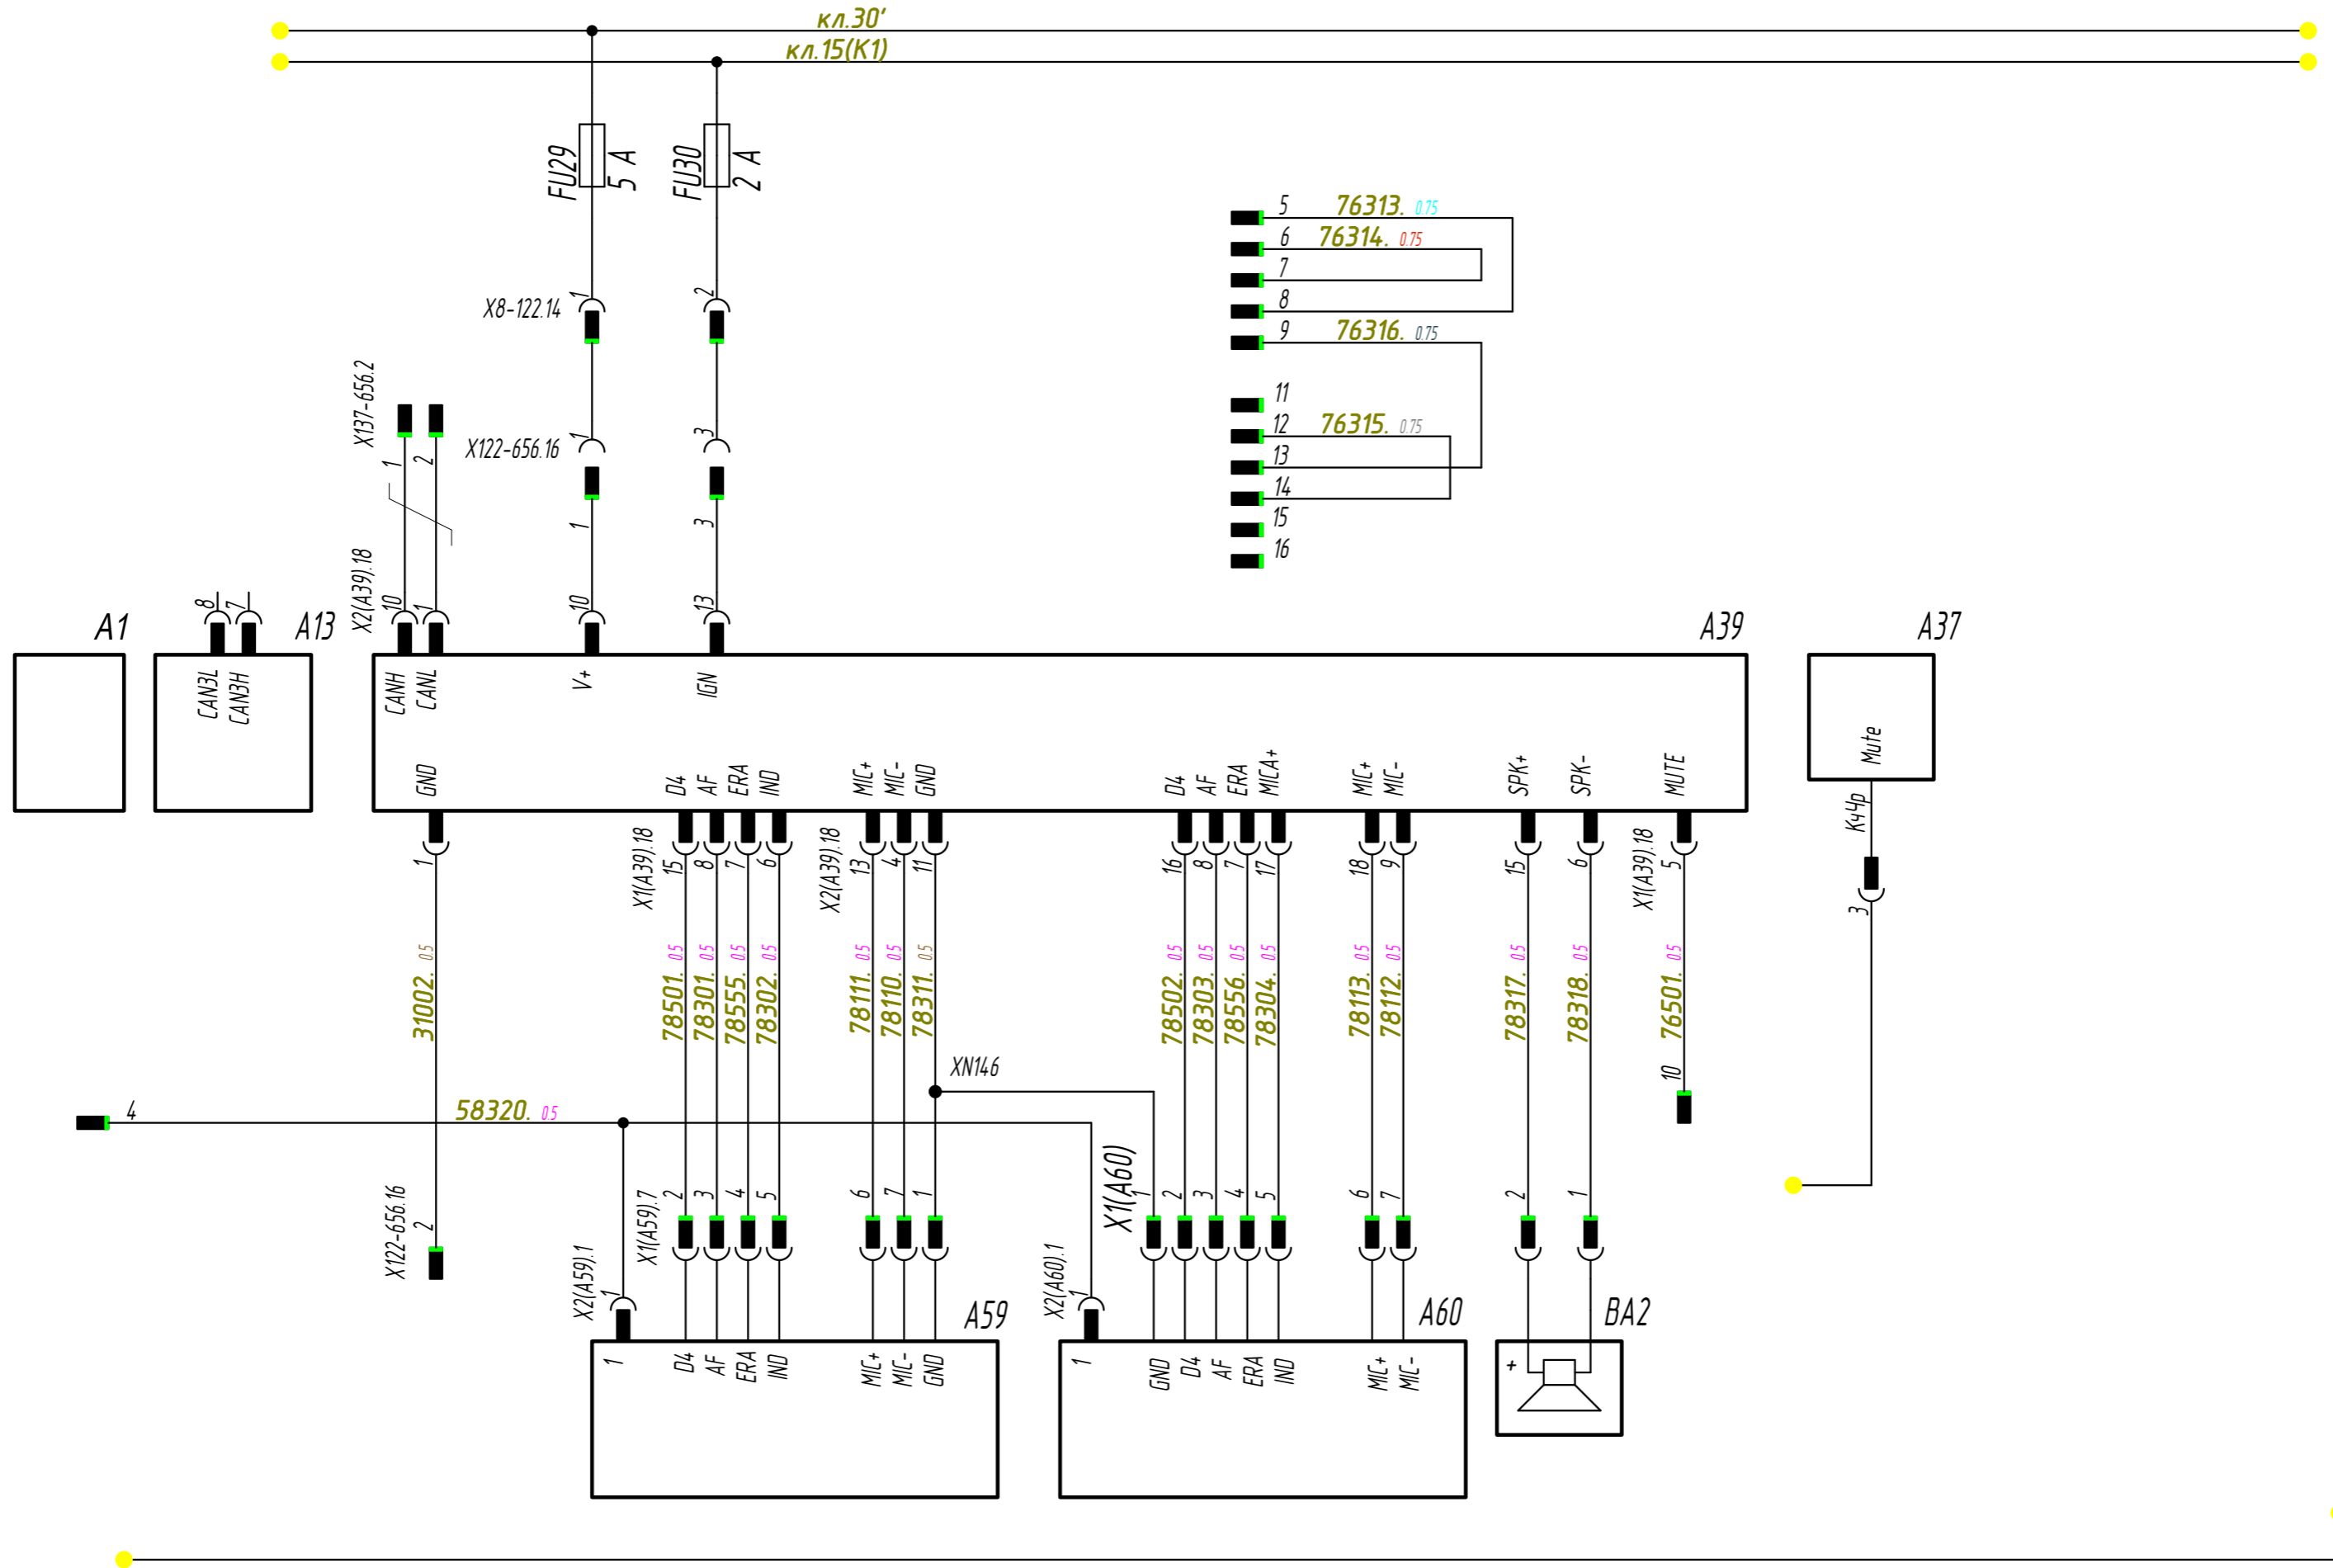 кл.30'
кл.15(К1)
FU29
5 A
FU30
2 A
5 76313. 0.75
6 76314. 0.75
7
8
9 76316. 0.75
11
12 76315. 0.75
13
14
15
16
X8-122.14
1
2
X137-656.2
1
2
X122-656.16
1
3
1
3
X2(A39).18
10
1
10
13
A1
8
7
A13
A39
A37
CAN3L
CAN3H
CANH
CANL
V+
IGN
GND
D4
AF
ERA
IND
MIC+
MIC-
GND
D4
AF
ERA
MICA+
MIC+
MIC-
SPK+
SPK-
MUTE
Mute
Кч4р
3
1
X1(A39).18
15
8
7
6
X2(A39).18
13
4
11
16
8
7
17
18
9
15
6
X1(A39).18
5
31002. 0.5
78501. 0.5
78301. 0.5
78555. 0.5
78302. 0.5
78111. 0.5
78110. 0.5
78311. 0.5
78502. 0.5
78303. 0.5
78556. 0.5
78304. 0.5
78113. 0.5
78112. 0.5
78317. 0.5
78318. 0.5
76501. 0.5
10
XN146
4
58320. 0.5
X122-656.16
2
X2(A59).1
1
X1(A59).7
2
3
4
5
6
7
1
X2(A60).1
1
X1(A60)
1
2
3
4
5
6
7
2
1
A59
A60
BA2
1
D4
AF
ERA
IND
MIC+
MIC-
GND
1
GND
D4
AF
ERA
IND
MIC+
MIC-
+